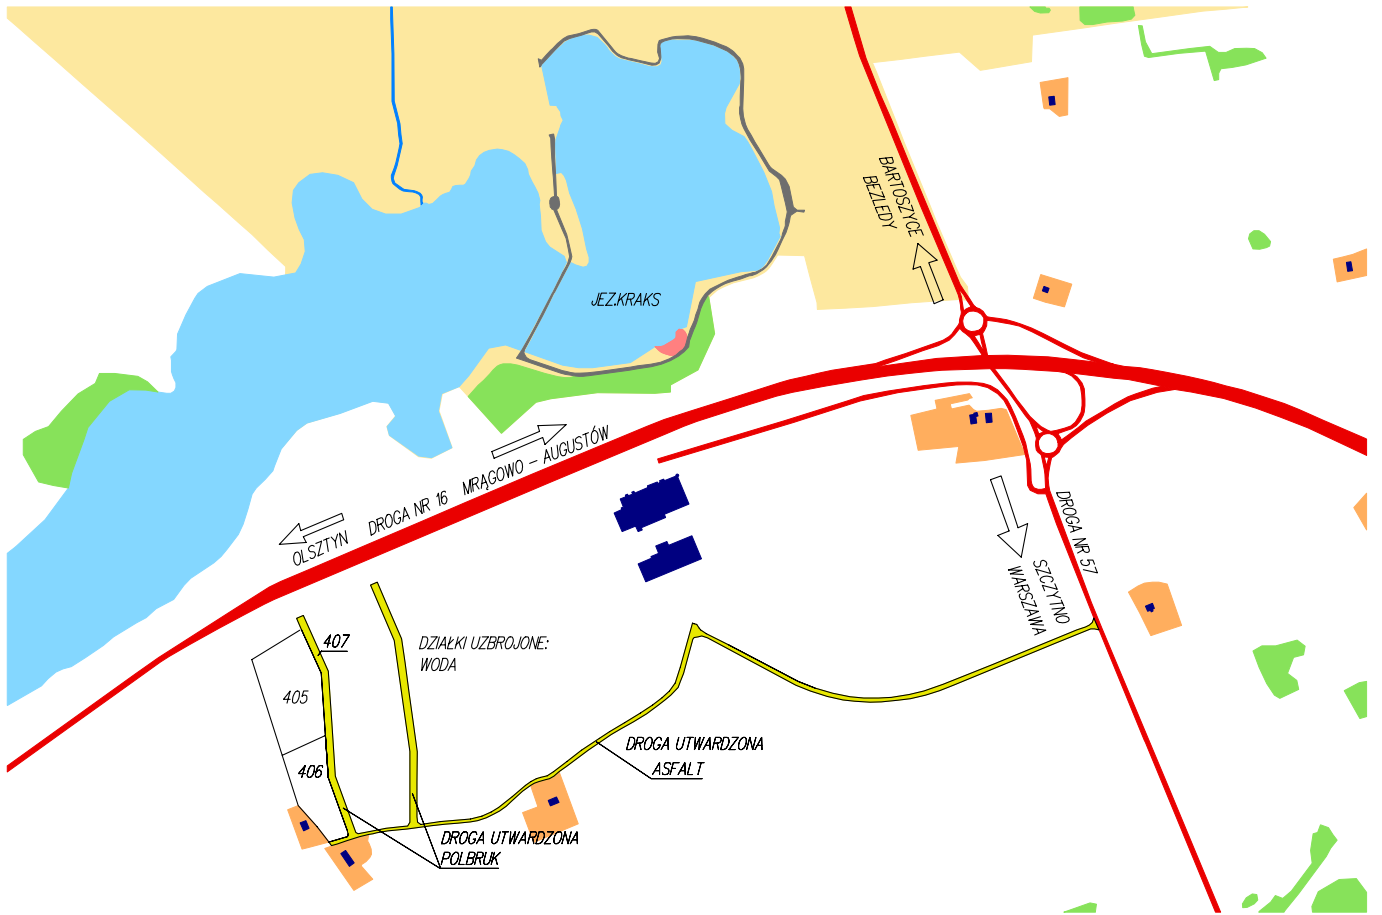 BARTOSZYCE
BEZLEDY
JEZ.KRAKS
DROGA NR 16 MRĄGOWO - AUGUSTÓW
OLSZTYN
DROGA NR 57
SZCZYTNO
WARSZAWA
407
DZIAŁKI UZBROJONE:
WODA
405
406
DROGA UTWARDZONA
ASFALT
DROGA UTWARDZONA
POLBRUK